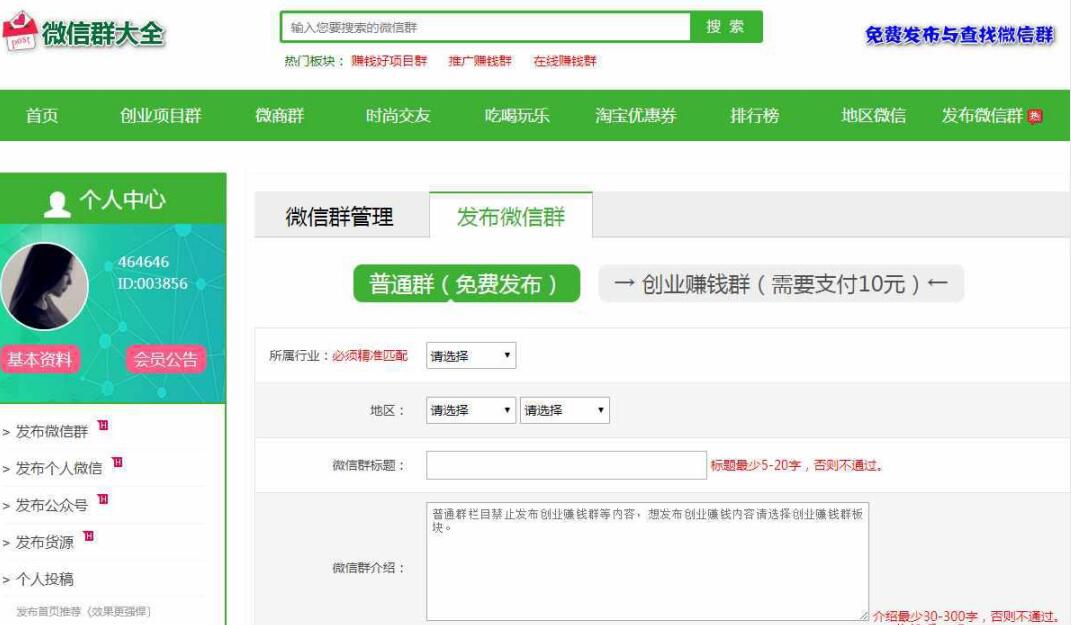 post 微信群大全
输入您要搜索的微信群
搜 索
免费发布与查找微信群
热门板块： 赚钱好项目群 推广赚钱群 在线赚钱群
首页 创业项目群 微商群 时尚交友 吃喝玩乐 淘宝优惠券 排行榜 地区微信 发布微信群 热
个人中心
464646
ID:003856
基本资料 会员公告
> 发布微信群 H
> 发布个人微信 H
> 发布公众号 H
> 发布货源 H
> 个人投稿
发布首页推荐（效果更强悍）
微信群管理 发布微信群
普通群（免费发布） → 创业赚钱群（需要支付10元）←
所属行业：必须精准匹配 请选择
地区： 请选择 请选择
微信群标题： 标题最少5-20字，否则不通过。
普通群栏目禁止发布创业赚钱群等内容，想发布创业赚钱内容请选择创业赚钱群板
块。
微信群介绍：
介绍最少30-300字，否则不通过。